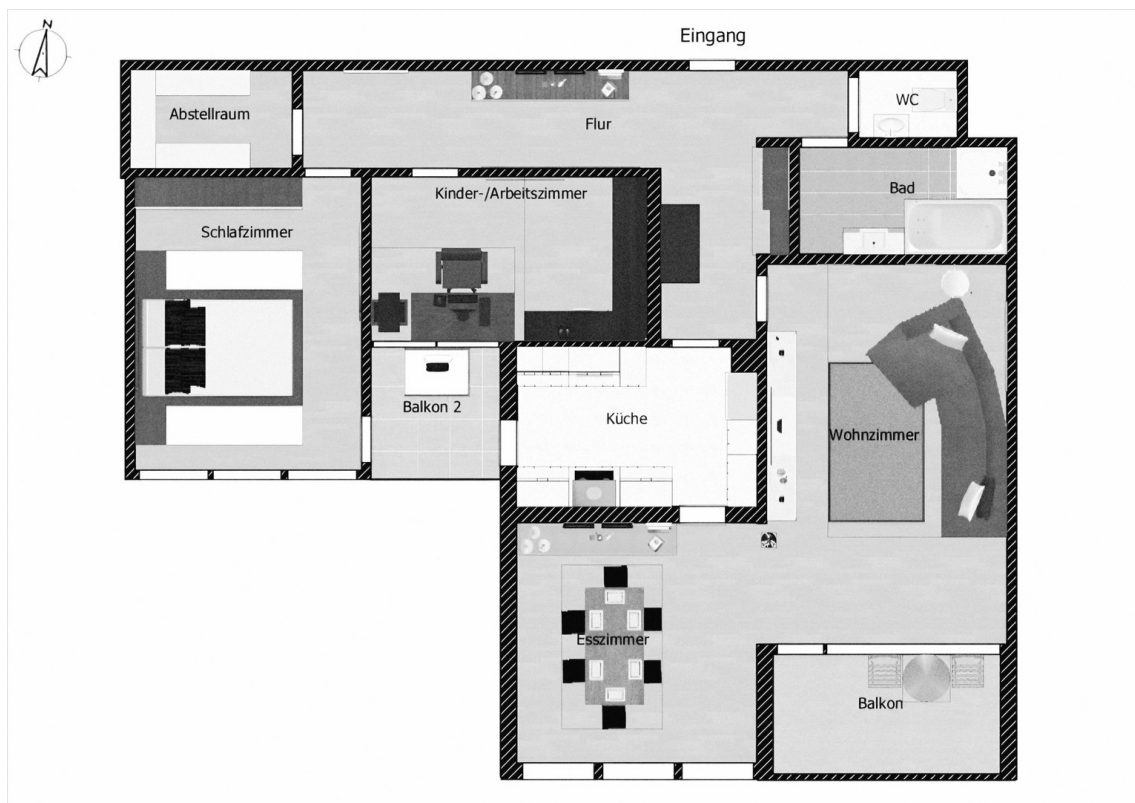 N
Eingang
WC
Abstellraum
Flur
Bad
Kinder-/Arbeitszimmer
Schlafzimmer
Balkon 2
Küche
Wohnzimmer
Esszimmer
Balkon